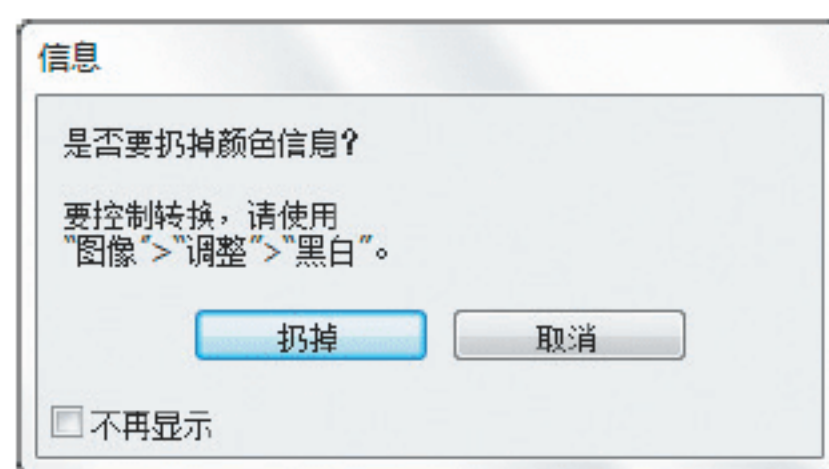 信息
是否要扔掉颜色信息?
要控制转换，请使用
"图像">"调整">"黑白"。
扔掉
取消
不再显示